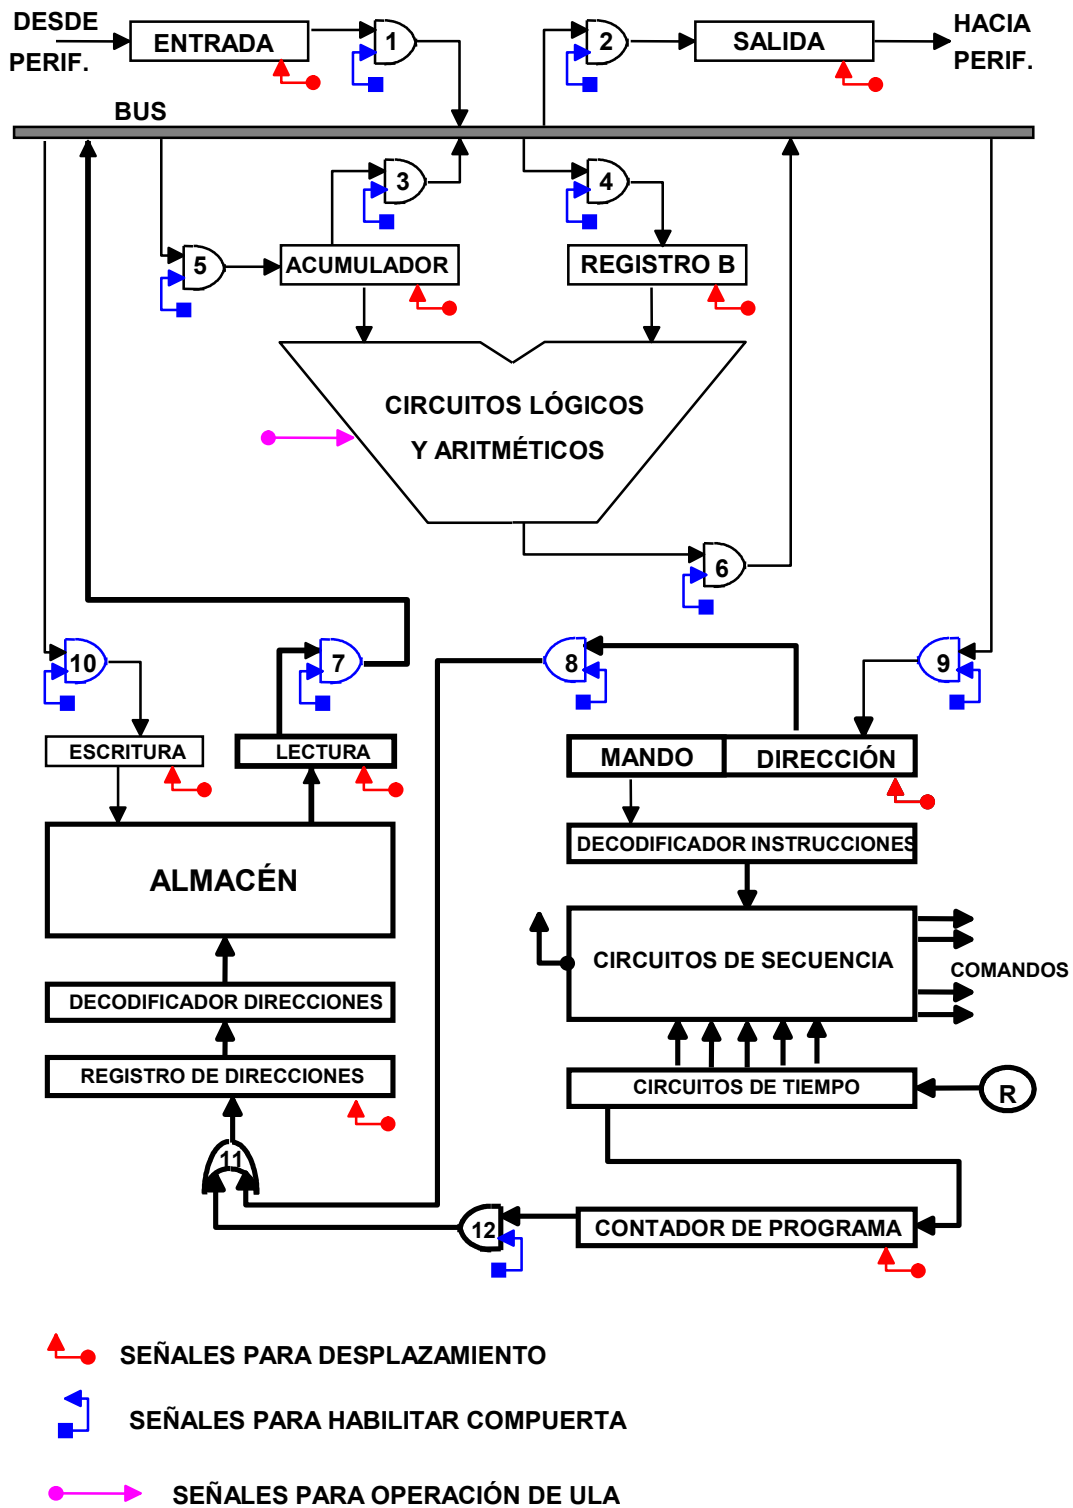 DESDE
PERIF.
ENTRADA
1
2
SALIDA
HACIA
PERIF.
BUS
3
4
5
ACUMULADOR
REGISTRO B
CIRCUITOS LÓGICOS
Y ARITMÉTICOS
6
10
7
8
9
ESCRITURA
LECTURA
MANDO
DIRECCIÓN
DECODIFICADOR INSTRUCCIONES
ALMACÉN
CIRCUITOS DE SECUENCIA
COMANDOS
DECODIFICADOR DIRECCIONES
REGISTRO DE DIRECCIONES
CIRCUITOS DE TIEMPO
R
11
12
CONTADOR DE PROGRAMA
SEÑALES PARA DESPLAZAMIENTO
SEÑALES PARA HABILITAR COMPUERTA
SEÑALES PARA OPERACIÓN DE ULA